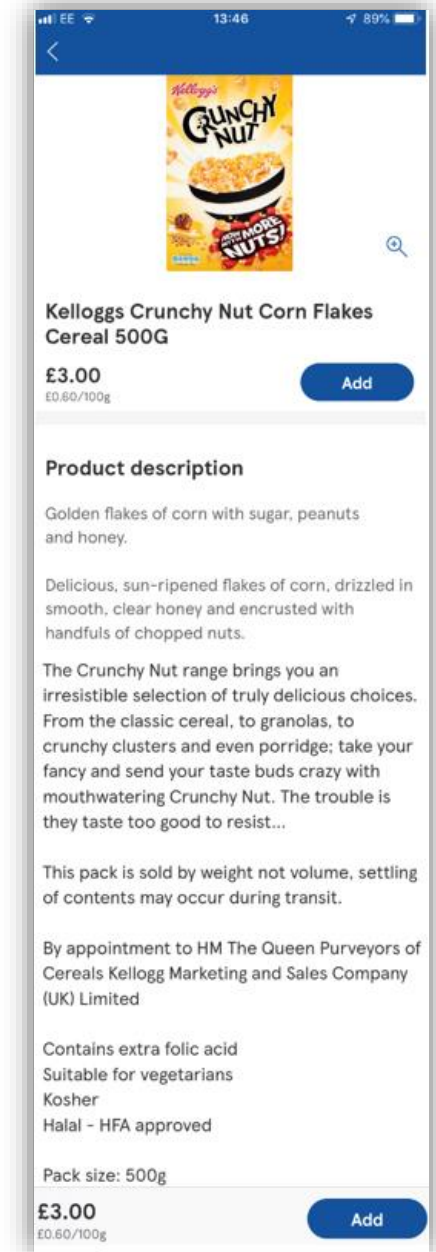 EE 13:46 89%
Kellogg's
CRUNCHY
NUT
NOW WITH MORE
NUTS!
Kelloggs Crunchy Nut Corn Flakes
Cereal 500G
£3.00
£0.60/100g
Add
Product description
Golden flakes of corn with sugar, peanuts
and honey.
Delicious, sun-ripened flakes of corn, drizzled in
smooth, clear honey and encrusted with
handfuls of chopped nuts.
The Crunchy Nut range brings you an
irresistible selection of truly delicious choices.
From the classic cereal, to granolas, to
crunchy clusters and even porridge; take your
fancy and send your taste buds crazy with
mouthwatering Crunchy Nut. The trouble is
they taste too good to resist...
This pack is sold by weight not volume, settling
of contents may occur during transit.
By appointment to HM The Queen Purveyors of
Cereals Kellogg Marketing and Sales Company
(UK) Limited
Contains extra folic acid
Suitable for vegetarians
Kosher
Halal - HFA approved
Pack size: 500g
£3.00
£0.60/100g
Add